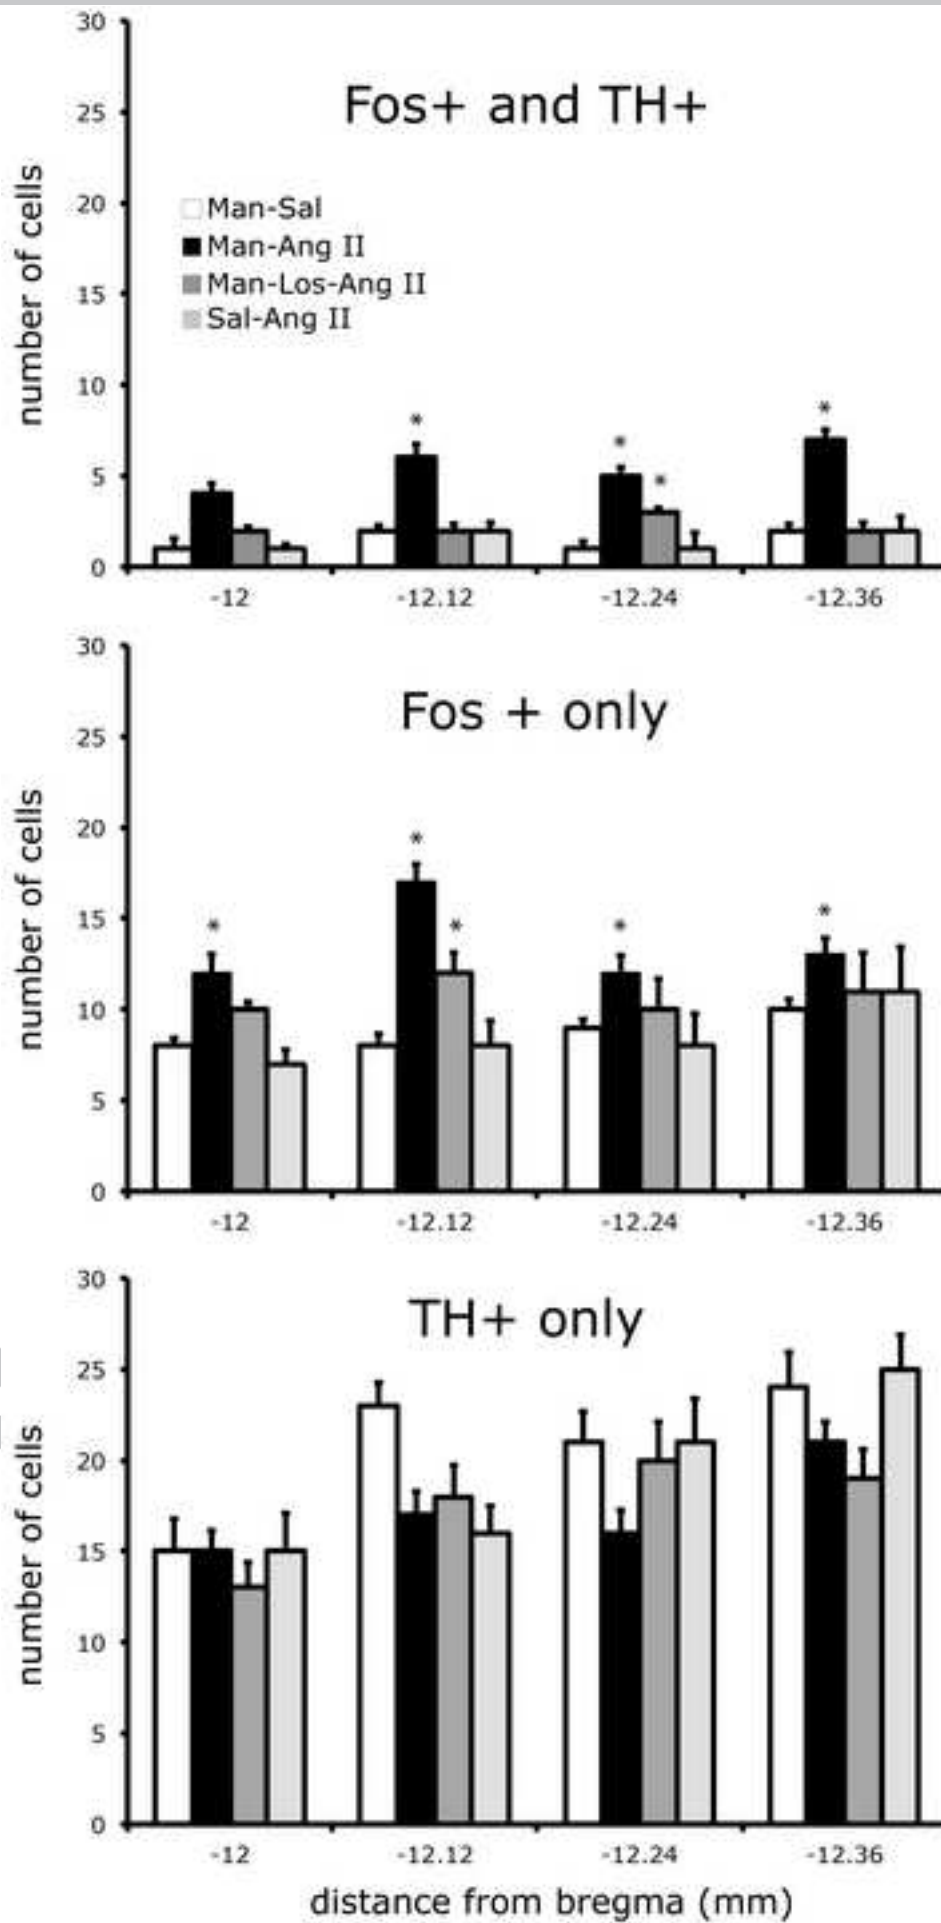 30
Fos+ and TH+
25
20
Man-Sal
Man-Ang II
15
Man-Los-Ang II
Sal-Ang II
number of cells
10
*
*
*
*
5
0
-12 -12.12 -12.24 -12.36
30
Fos + only
25
20
number of cells
*
*
*
*
*
15
10
5
0
-12 -12.12 -12.24 -12.36
30
TH+ only
25
20
number of cells
15
10
5
0
-12 -12.12 -12.24 -12.36
distance from bregma (mm)